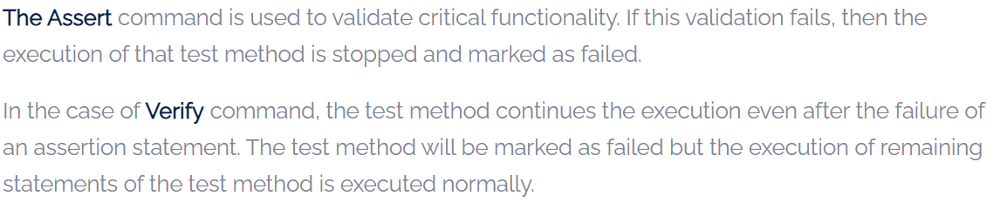 The Assert command is used to validate critical functionality. If this validation fails, then the
execution of that test method is stopped and marked as failed.
In the case of Verify command, the test method continues the execution even after the failure of
an assertion statement. The test method will be marked as failed but the execution of remaining
statements of the test method is executed normally.